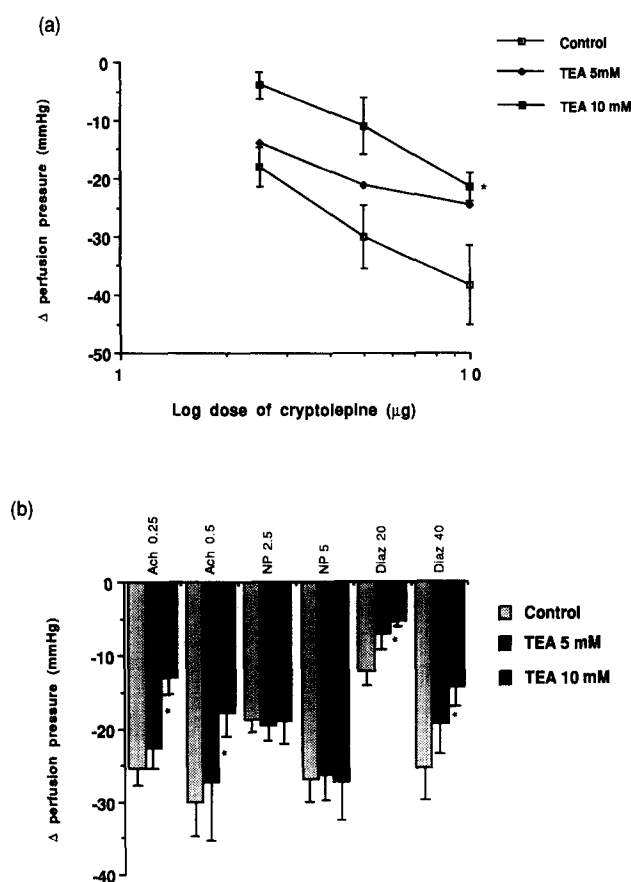 (a)
Control
TEA 5mM
TEA 10 mM
0
-10
-20
-30
-40
-50
Δ perfusion pressure (mmHg)
*
1
10
Log dose of cryptolepine (μg)
(b)
Ach 0.25
Ach 0.5
NP 2.5
NP 5
Diaz 20
Diaz 40
0
-10
-20
-30
-40
Δ perfusion pressure (mmHg)
*
*
*
*
Control
TEA 5 mM
TEA 10 mM